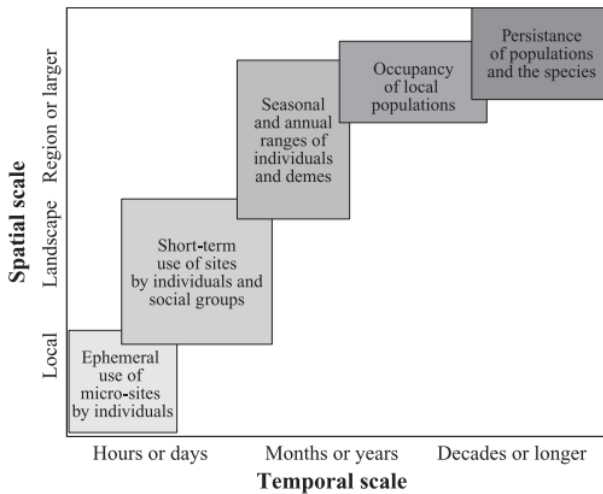 Persistance
of populations
and the species
Occupancy
of local
populations
Seasonal
and annual
ranges of
individuals
and demes
Short-term
use of sites
by individuals and
social groups
Ephemeral
use of
micro-sites
by individuals
Spatial scale
Region or larger
Landscape
Local
Hours or days
Months or years
Decades or longer
Temporal scale